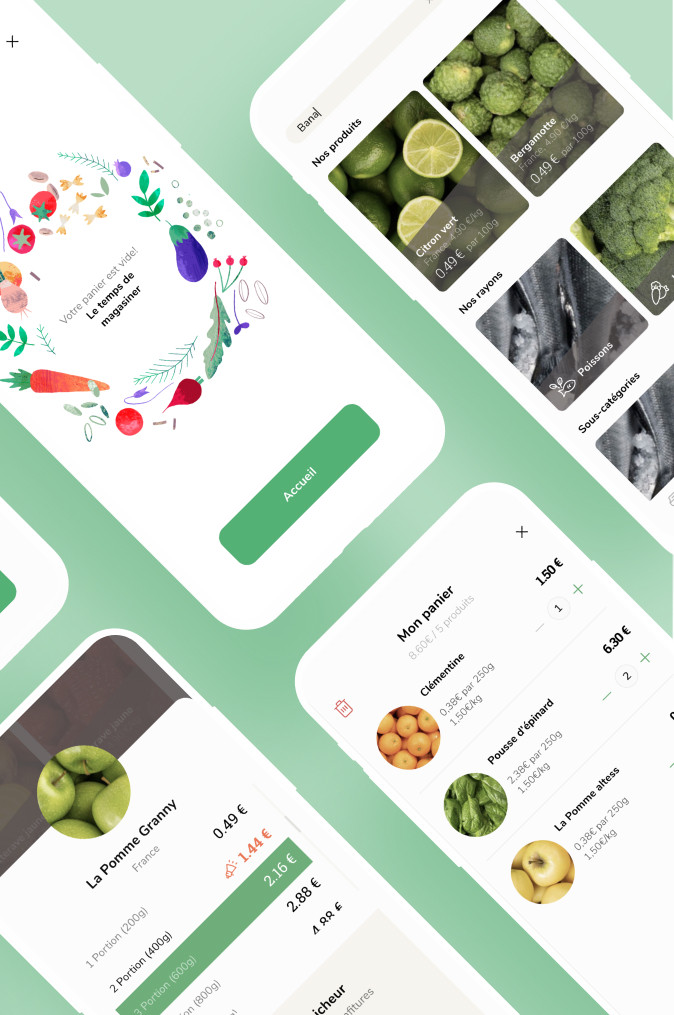 Votre panier est vide!
Le temps de
magasiner
Accueil
Bana
Nos produits
Citron vert
France, 4.90 €/kg
0.49 € par 100g
Bergamotte
France, 4.90 €/kg
0.49 € par 100g
Nos rayons
Poissons
Sous-catégories
Mon panier
8.60€ / 5 produits
Clémentine
0.38€ par 250g
1.50€/kg
1.50 €
1
Pousse d'épinard
2.38€ par 250g
1.50€/kg
6.30 €
2
La Pomme altess
0.38€ par 250g
1.50€/kg
La Pomme Granny
France
1 Portion (200g)
0.49 €
2 Portion (400g)
1.44 €
3 Portion (600g)
2.16 €
(800g)
2.88 €
4.88 €
icheur
nfitures